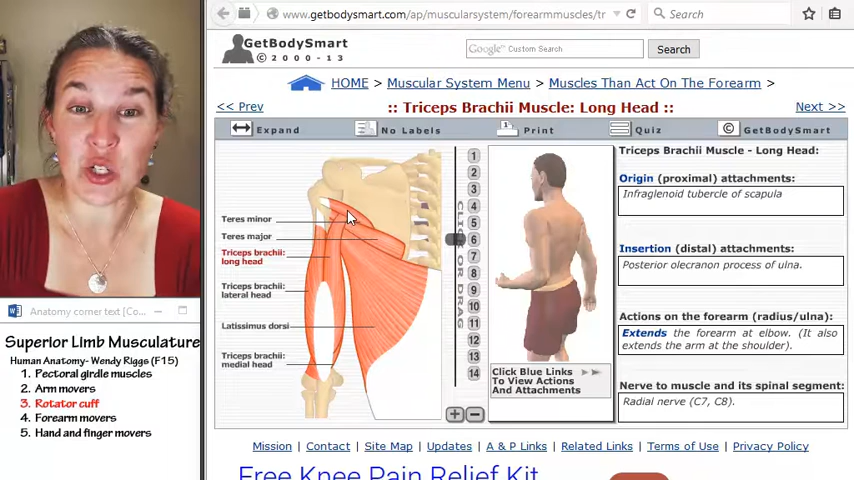 www.getbodysmart.com/ap/muscularsystem/forearmmuscles/tr
Search
GetBodySmart
© 2000-13
Google™ Custom Search
Search
HOME > Muscular System Menu > Muscles Than Act On The Forearm >
<< Prev
:: Triceps Brachii Muscle: Long Head ::
Next >>
Expand
No Labels
Print
Quiz
© GetBodySmart
Teres minor
Teres major
Triceps brachii:
long head
Triceps brachii:
lateral head
Latissimus dorsi
Triceps brachii:
medial head
1
2
3
4
5
6
7
8
9
10
11
12
13
14
CLICK OR DRAG
Click Blue Links
To View Actions
And Attachments
Triceps Brachii Muscle - Long Head:
Origin (proximal) attachments:
Infraglenoid tubercle of scapula
Insertion (distal) attachments:
Posterior olecranon process of ulna.
Actions on the forearm (radius/ulna):
Extends the forearm at elbow. (It also
extends the arm at the shoulder).
Nerve to muscle and its spinal segment:
Radial nerve (C7, C8).
Mission | Contact | Site Map | Updates | A & P Links | Related Links | Terms of Use | Privacy Policy
Free Knee Pain Relief Kit
Anatomy corner text [Co...
Superior Limb Musculature
Human Anatomy- Wendy Riggs (F15)
1. Pectoral girdle muscles
2. Arm movers
3. Rotator cuff
4. Forearm movers
5. Hand and finger movers